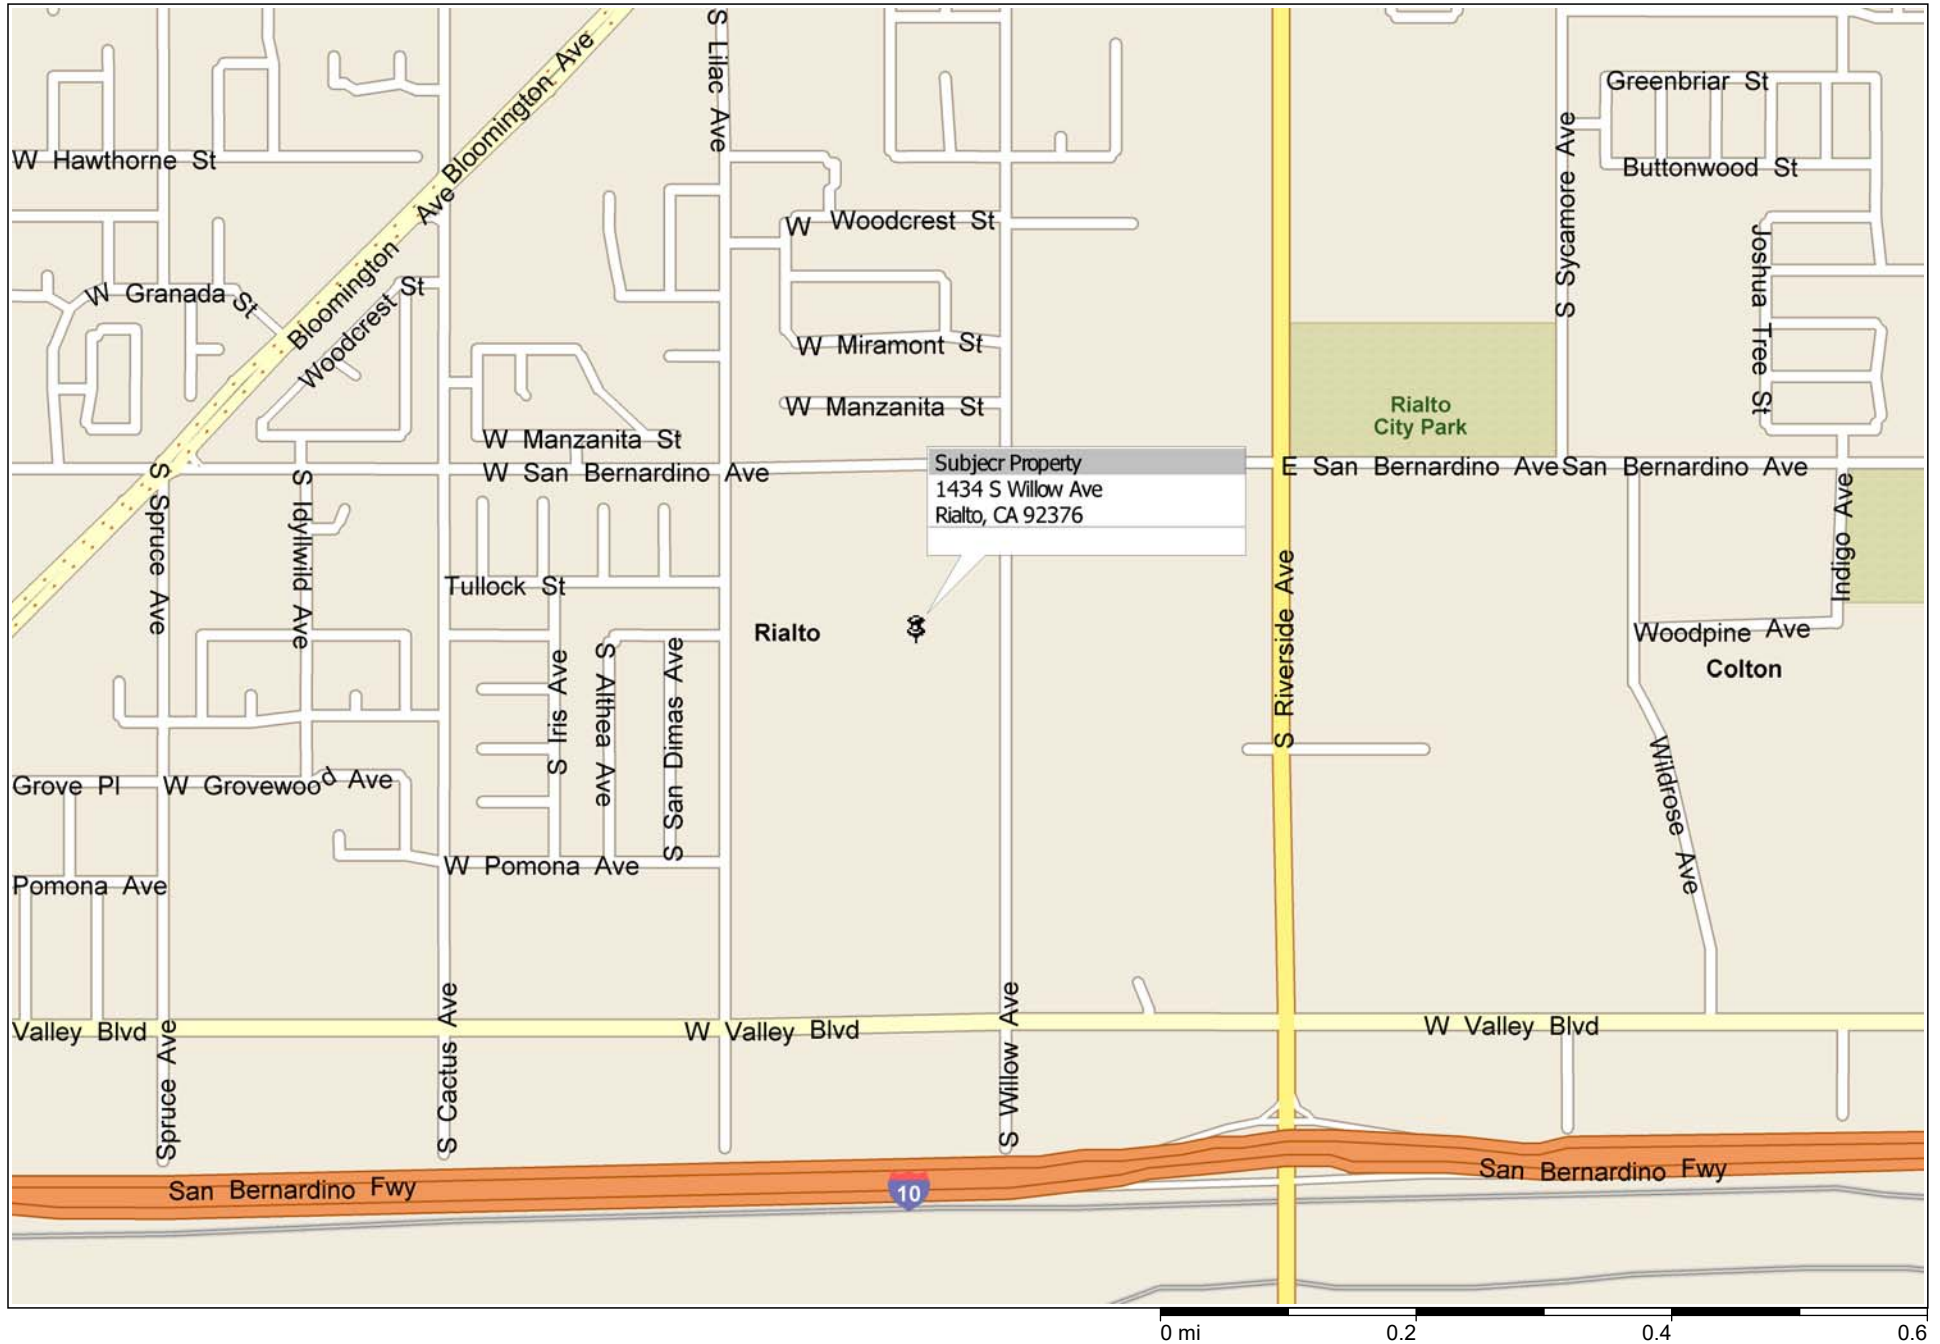 S Lilac Ave
Bloomington Ave
Greenbriar St
W Hawthorne St
S Sycamore Ave
Buttonwood St
Bloomington Ave
W Woodcrest St
Joshua Tree St
W Granada St
Woodcrest St
W Miramont St
W Manzanita St
Rialto
City Park
W Manzanita St
W San Bernardino Ave
Subjecr Property
1434 S Willow Ave
Rialto, CA 92376
E San Bernardino Ave
San Bernardino Ave
S Spruce Ave
S Idyllwild Ave
Indigo Ave
Tullock St
S Riverside Ave
Rialto
Woodpine Ave
Colton
S Iris Ave
S Althea Ave
S San Dimas Ave
Wildrose Ave
Grove Pl
W Grovewood Ave
W Pomona Ave
Pomona Ave
Valley Blvd
Spruce Ave
S Cactus Ave
W Valley Blvd
S Willow Ave
W Valley Blvd
San Bernardino Fwy
10
San Bernardino Fwy
0 mi
0.2
0.4
0.6